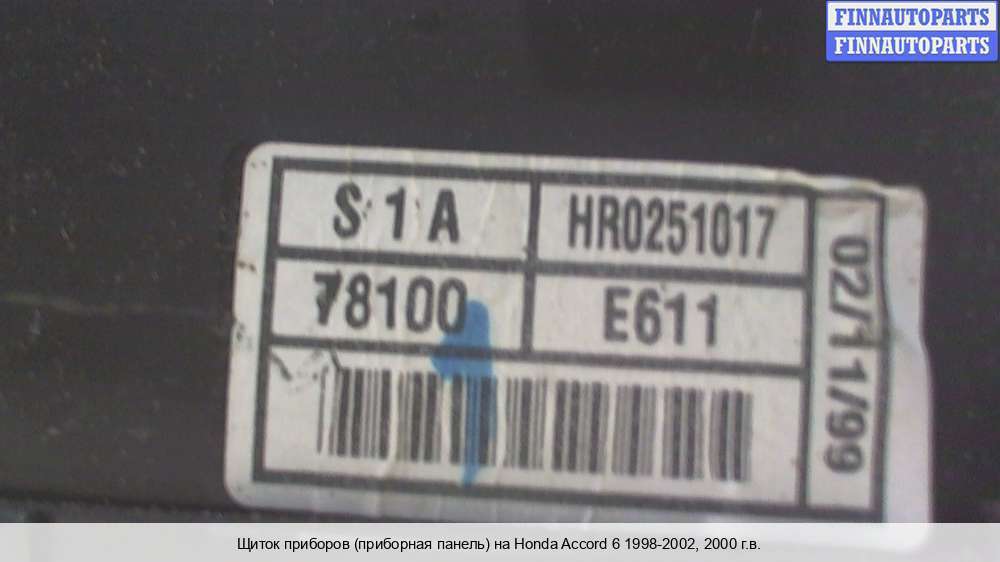 FINNAUTOPARTS
FINNAUTOPARTS
S 1 A HR0251017
78100 E611
02/11/99
Щиток приборов (приборная панель) на Honda Accord 6 1998-2002, 2000 г.в.